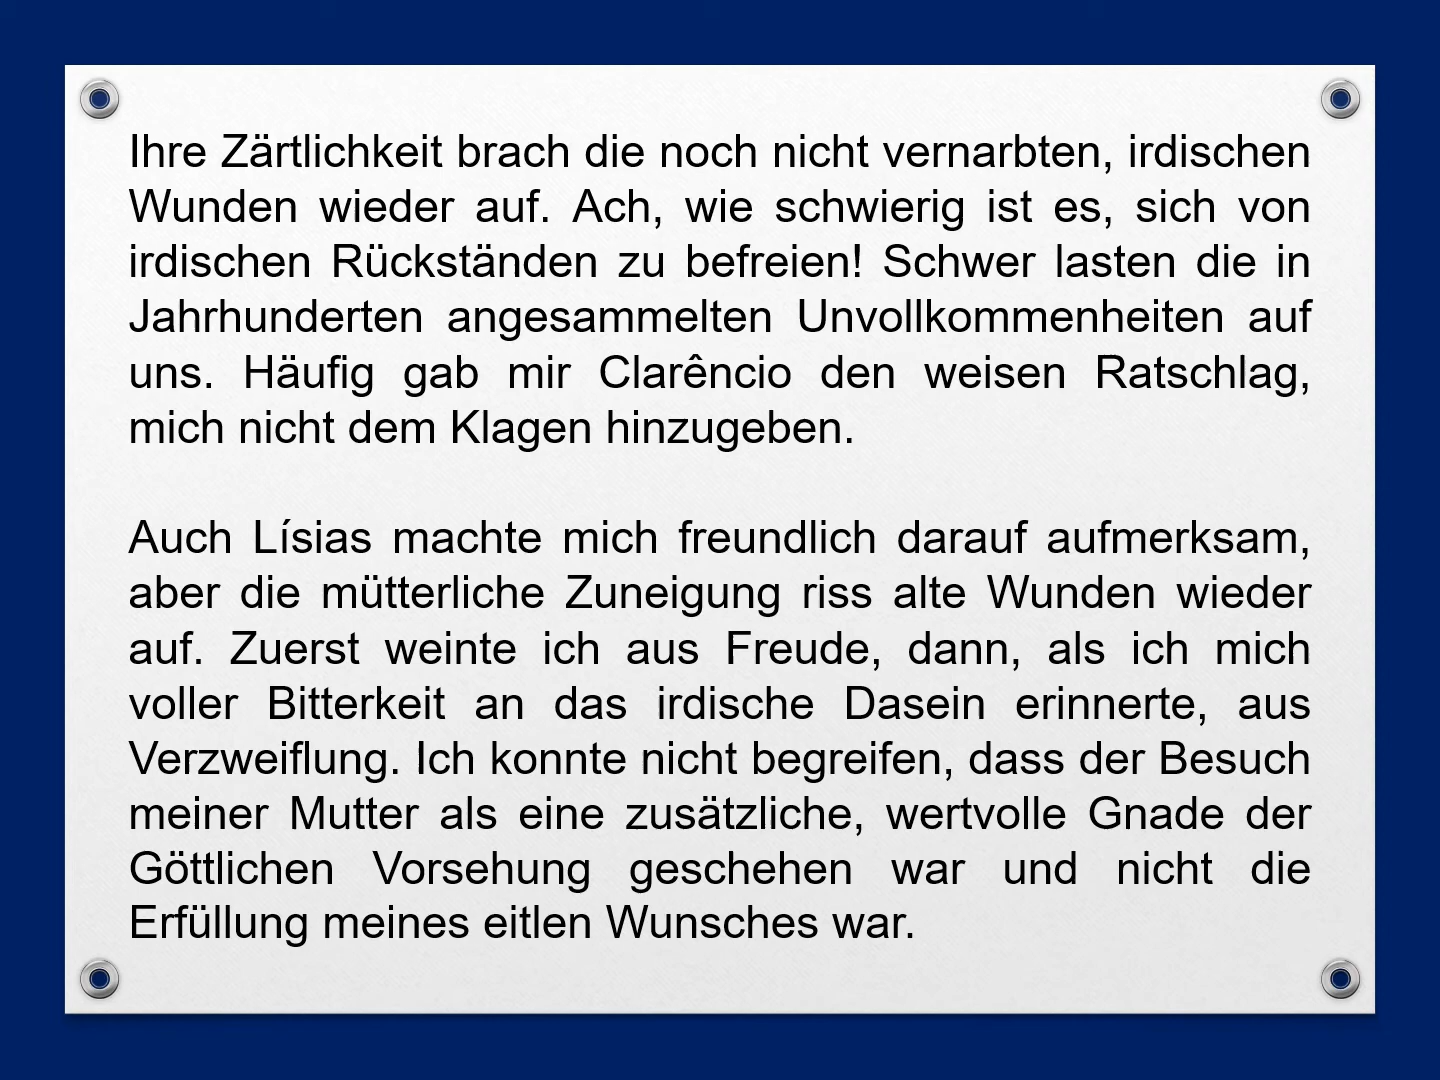 Ihre Zärtlichkeit brach die noch nicht vernarbten, irdischen
Wunden wieder auf. Ach, wie schwierig ist es, sich von
irdischen Rückständen zu befreien! Schwer lasten die in
Jahrhunderten angesammelten Unvollkommenheiten auf
uns. Häufig gab mir Clarêncio den weisen Ratschlag,
mich nicht dem Klagen hinzugeben.

Auch Lísias machte mich freundlich darauf aufmerksam,
aber die mütterliche Zuneigung riss alte Wunden wieder
auf. Zuerst weinte ich aus Freude, dann, als ich mich
voller Bitterkeit an das irdische Dasein erinnerte, aus
Verzweiflung. Ich konnte nicht begreifen, dass der Besuch
meiner Mutter als eine zusätzliche, wertvolle Gnade der
Göttlichen Vorsehung geschehen war und nicht die
Erfüllung meines eitlen Wunsches war.